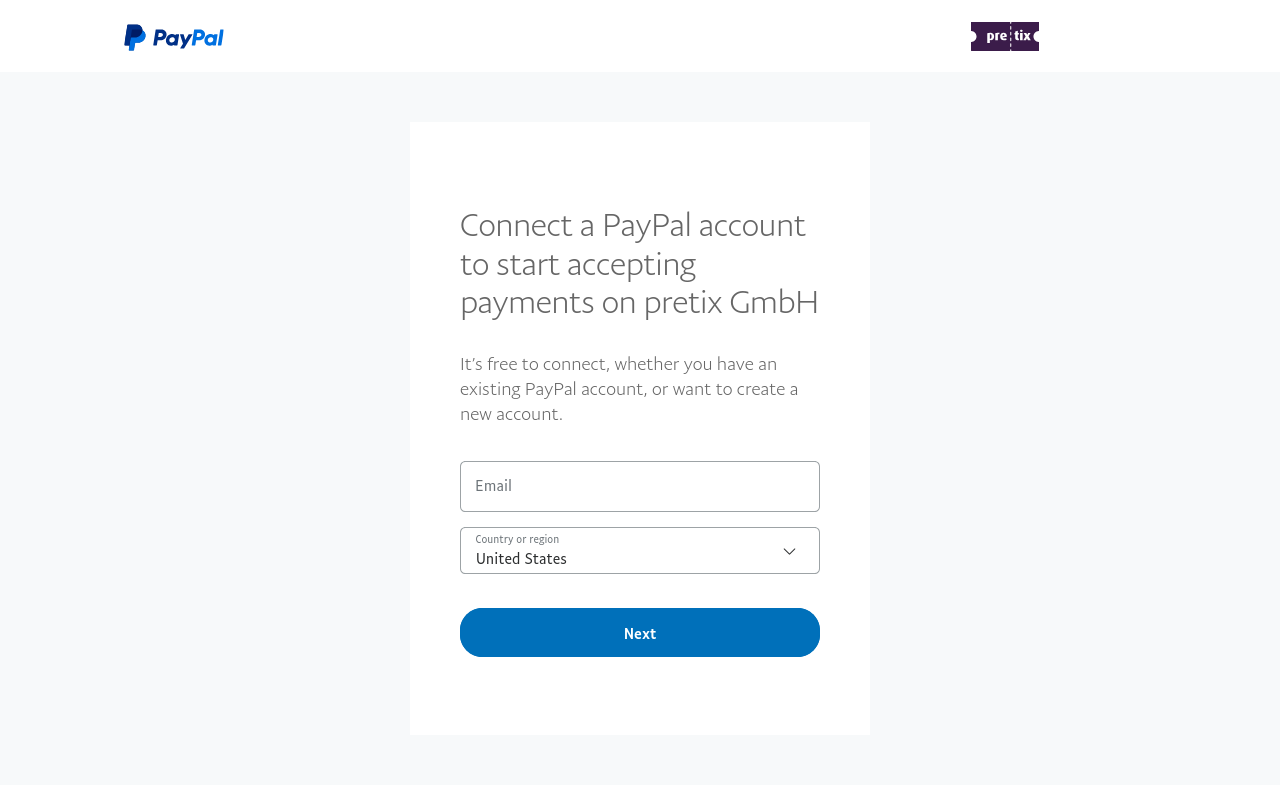 PayPal
pretix
Connect a PayPal account
to start accepting
payments on pretix GmbH
It's free to connect, whether you have an
existing PayPal account, or want to create a
new account.
Email
Country or region
United States
Next